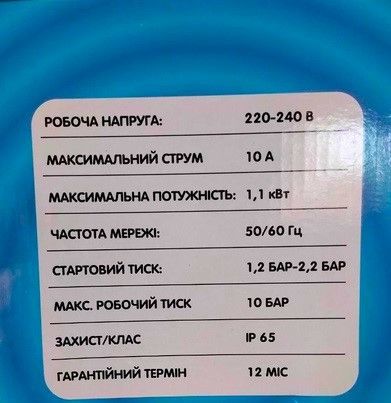 РОБОЧА НАПРУГА: 220-240 В
МАКСИМАЛЬНИЙ СТРУМ 10 А
МАКСИМАЛЬНА ПОТУЖНІСТЬ: 1,1 кВт
ЧАСТОТА МЕРЕЖІ: 50/60 Гц
СТАРТОВИЙ ТИСК: 1,2 БАР-2,2 БАР
МАКС. РОБОЧИЙ ТИСК 10 БАР
ЗАХИСТ/КЛАС IP 65
ГАРАНТІЙНИЙ ТЕРМІН 12 МІС